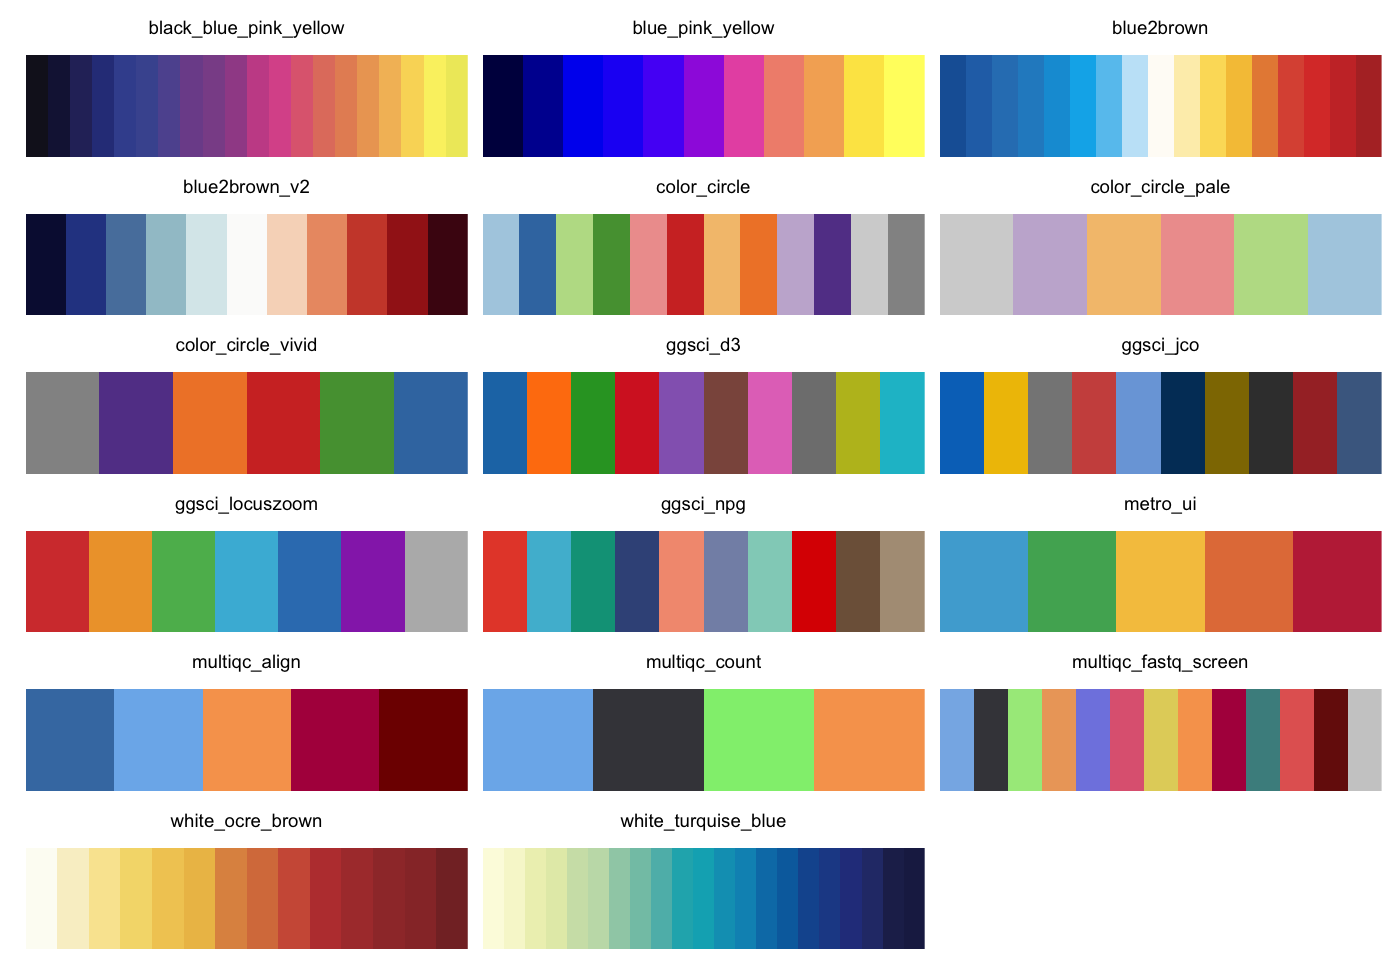 black_blue_pink_yellow
blue_pink_yellow
blue2brown
blue2brown_v2
color_circle
color_circle_pale
color_circle_vivid
ggsci_d3
ggsci_jco
ggsci_locuszoom
ggsci_npg
metro_ui
multiqc_align
multiqc_count
multiqc_fastq_screen
white_ocre_brown
white_turquise_blue